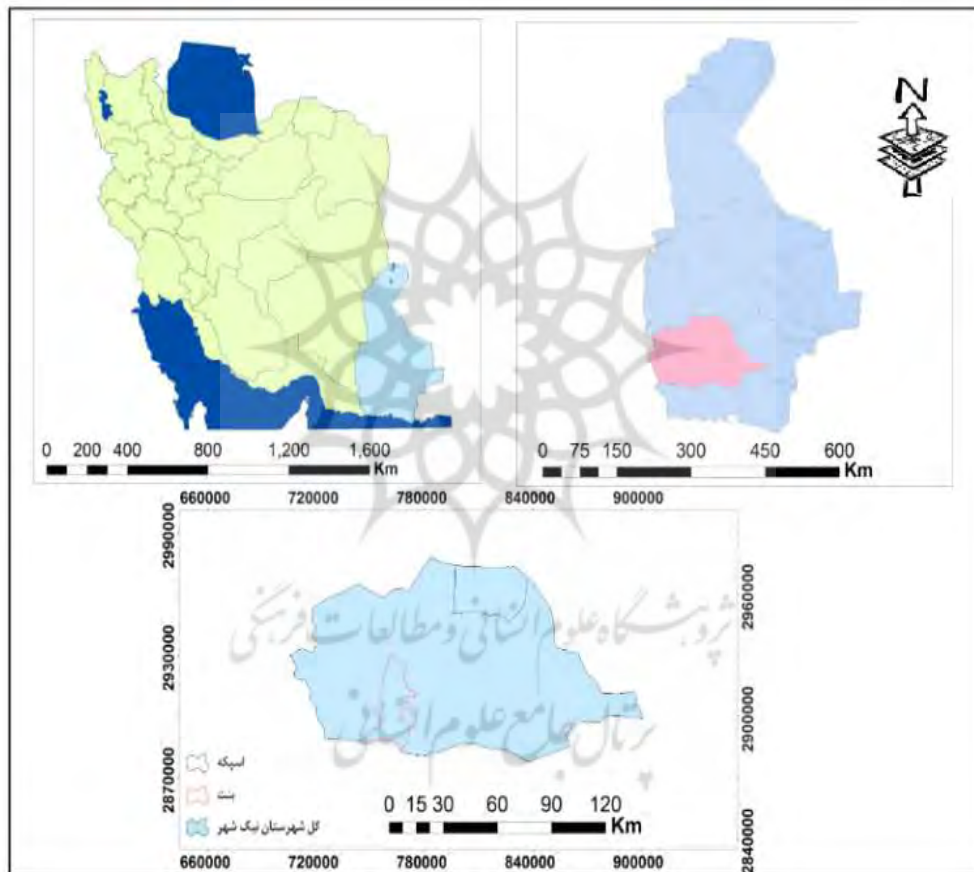 N
0 200 400 800 1,200 1,600
Km
0 75 150 300 450 600
Km
660000 720000 780000 840000 900000
2990000
2930000
2870000
2960000
2900000
2840000
پژوهشگاه علوم انسانی و مطالعات فرهنگی
پرتال جامع علوم انسانی
اسپکه
بنت
کل شهرستان نیک شهر
0 15 30 60 90 120
Km
660000 720000 780000 840000 900000